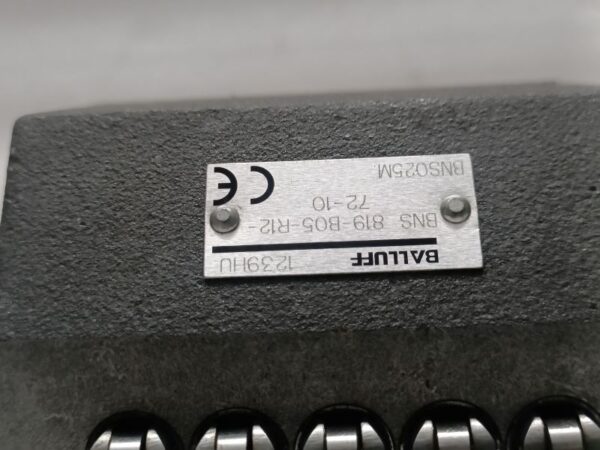 BALLUFF 1239HU
BNS 819-B05-R12-
72-10
BNS025M
CE